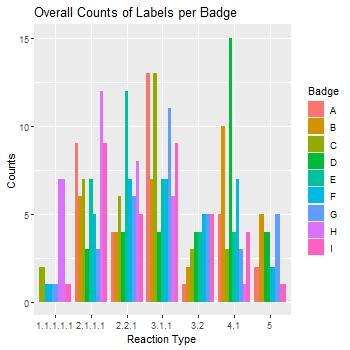 Overall Counts of Labels per Badge
15
10
5
0
Counts
1.1.1.1.1 2.1.1.1 2.2.1 3.1.1 3.2 4.1 5
Reaction Type
Badge
A
B
C
D
E
F
G
H
I